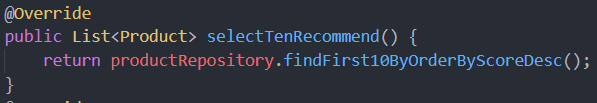 @Override
public List<Product> selectTenRecommend() {
    return productRepository.findFirst10ByOrderByScoreDesc();
}